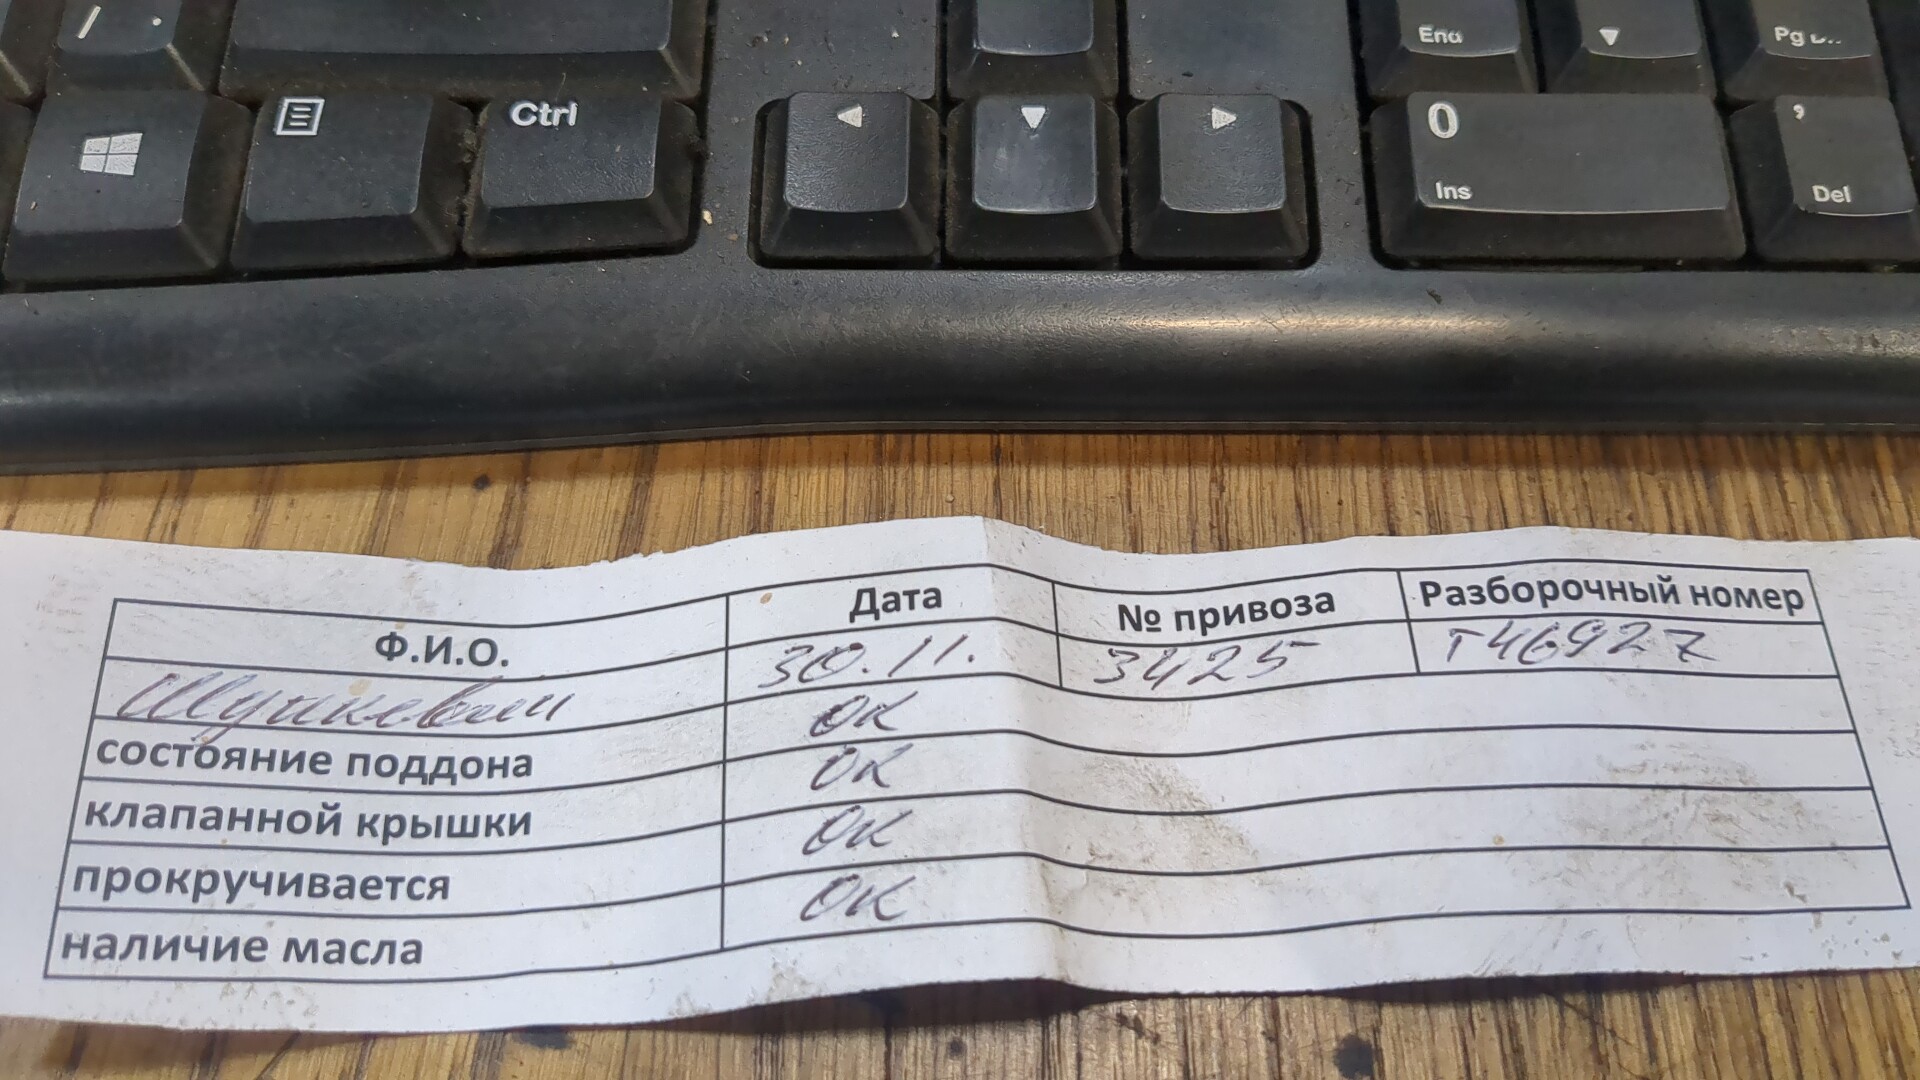 Ctrl
End
Pg
0
Ins
,
Del
Ф.И.О. Дата № привоза Разборочный номер
Шушкевич 30.11. 3425 т46927
состояние поддона ОК
клапанной крышки ОК
прокручивается ОК
наличие масла ОК